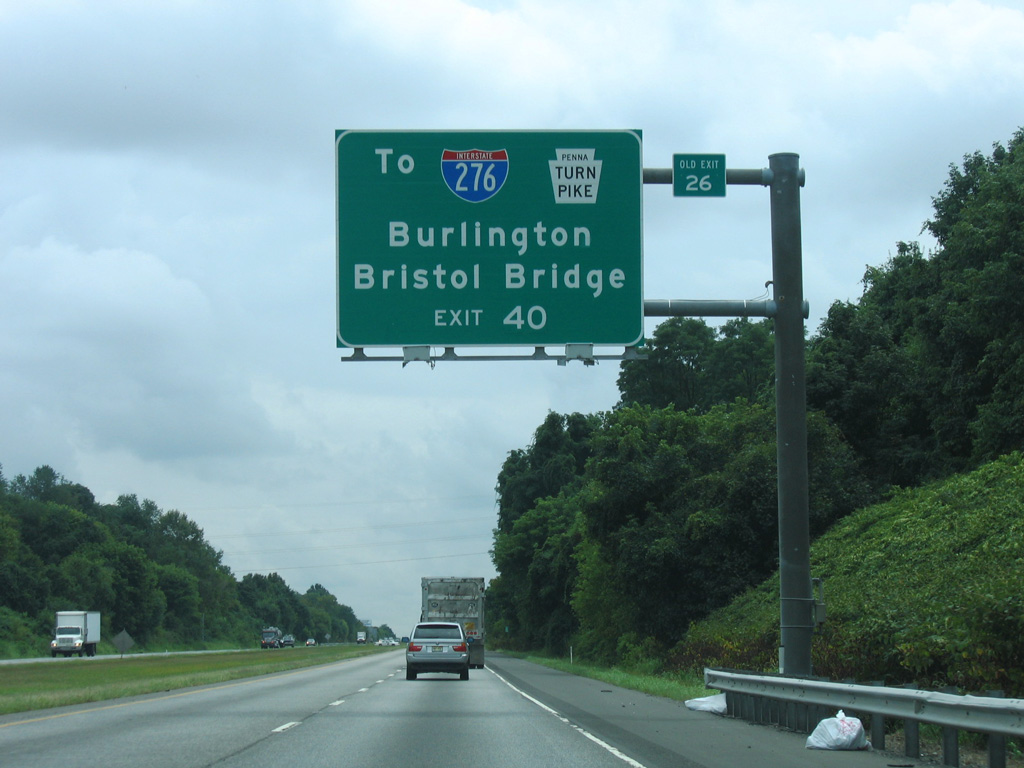 To
INTERSTATE
276
PENNA
TURN
PIKE
OLD EXIT
26
Burlington
Bristol Bridge
EXIT 40